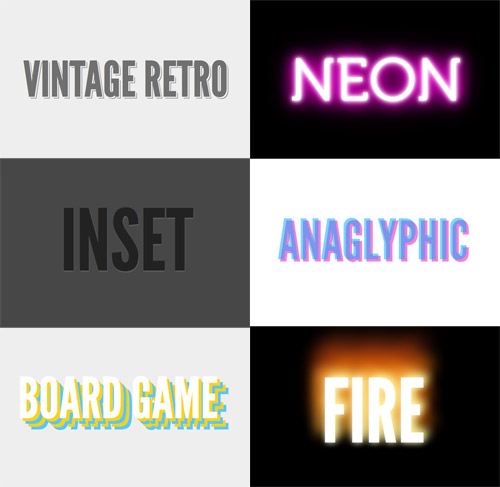 VINTAGE RETRO
NEON
INSET
ANAGLYPHIC
BOARD GAME
FIRE